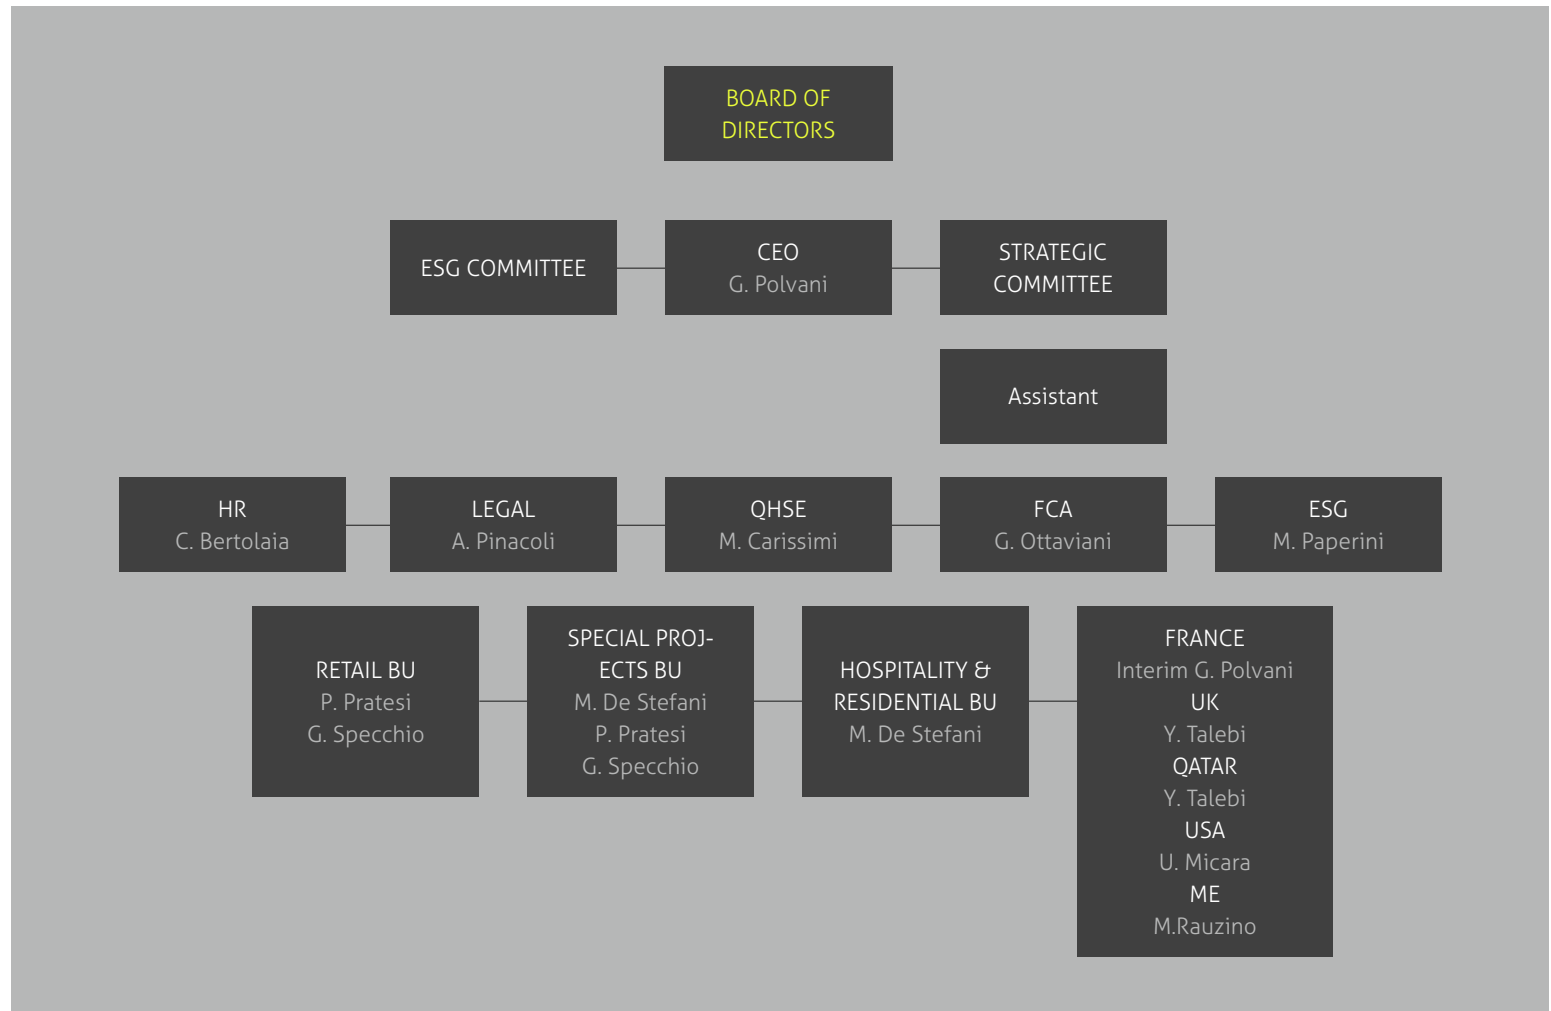 BOARD OF
DIRECTORS
ESG COMMITTEE
CEO
G. Polvani
STRATEGIC
COMMITTEE
Assistant
HR
C. Bertolaia
LEGAL
A. Pinacoli
QHSE
M. Carissimi
FCA
G. Ottaviani
ESG
M. Paperini
RETAIL BU
P. Pratesi
G. Specchio
SPECIAL PROJ-
ECTS BU
M. De Stefani
P. Pratesi
G. Specchio
HOSPITALITY &
RESIDENTIAL BU
M. De Stefani
FRANCE
Interim G. Polvani
UK
Y. Talebi
QATAR
Y. Talebi
USA
U. Micara
ME
M.Rauzino